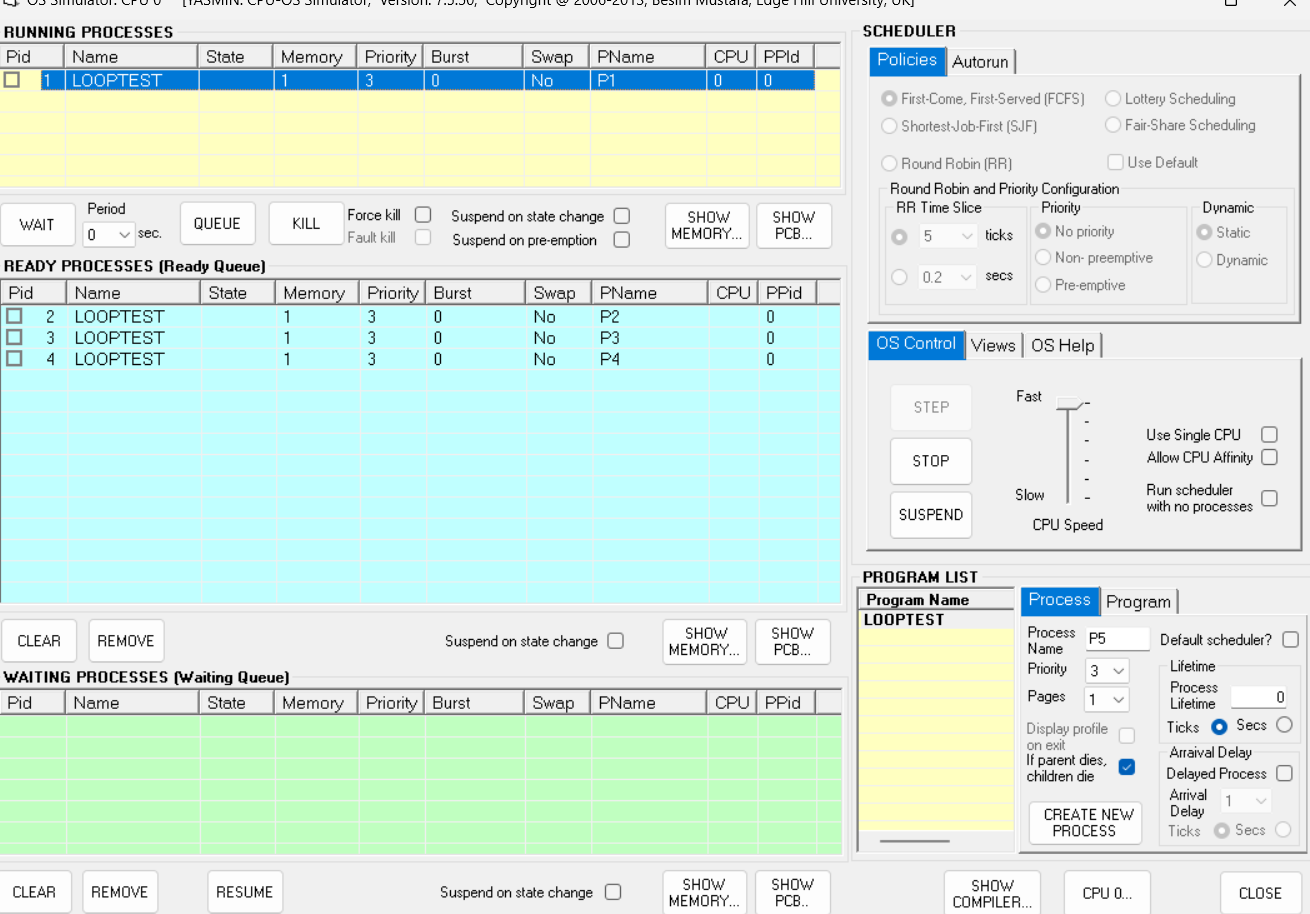 OS Simulator: CPU 0 [YASMIN: CPU-OS Simulator, Version: 7.5.50, Copyright @ 2006-2013, Besim Mustafa, Edge Hill University, UK]
RUNNING PROCESSES
Pid Name State Memory Priority Burst Swap PName CPU PPId
1 LOOPTEST 1 3 0 No P1 0 0
WAIT
Period
0 sec.
QUEUE
KILL
Force kill
Fault kill
Suspend on state change
Suspend on pre-emption
SHOW
MEMORY...
SHOW
PCB...
READY PROCESSES (Ready Queue)
Pid Name State Memory Priority Burst Swap PName CPU PPid
2 LOOPTEST 1 3 0 No P2 0
3 LOOPTEST 1 3 0 No P3 0
4 LOOPTEST 1 3 0 No P4 0
CLEAR
REMOVE
Suspend on state change
SHOW
MEMORY...
SHOW
PCB...
WAITING PROCESSES (Waiting Queue)
Pid Name State Memory Priority Burst Swap PName CPU PPid
CLEAR
REMOVE
RESUME
Suspend on state change
SHOW
MEMORY...
SHOW
PCB..
SCHEDULER
Policies Autorun
First-Come, First-Served (FCFS) Lottery Scheduling
Shortest-Job-First (SJF) Fair-Share Scheduling
Round Robin (RR) Use Default
Round Robin and Priority Configuration
RR Time Slice
5 ticks
0.2 secs
Priority
No priority
Non- preemptive
Pre-emptive
Dynamic
Static
Dynamic
OS Control Views OS Help
STEP
STOP
SUSPEND
Fast
Slow
CPU Speed
Use Single CPU
Allow CPU Affinity
Run scheduler
with no processes
PROGRAM LIST
Program Name
LOOPTEST
Process Program
Process
Name P5
Priority 3
Pages 1
Display profile
on exit
If parent dies,
children die
CREATE NEW
PROCESS
Default scheduler?
Lifetime
Process
Lifetime 0
Ticks Secs
Arraival Delay
Delayed Process
Arrival
Delay 1
Ticks Secs
SHOW
COMPILER...
CPU 0...
CLOSE